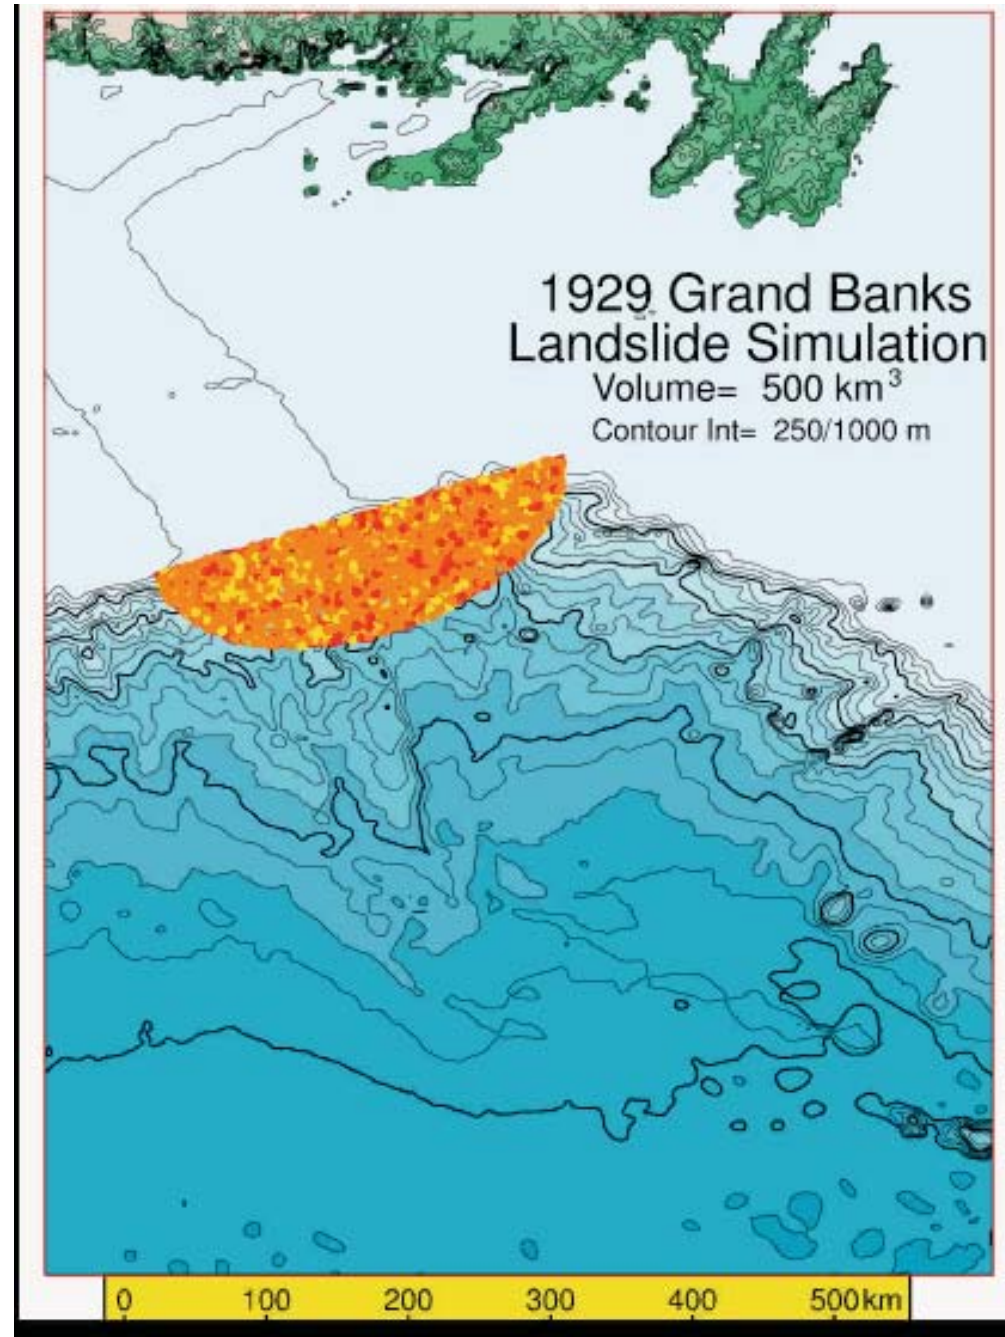 1929 Grand Banks
Landslide Simulation
Volume= 500 km³
Contour Int= 250/1000 m
0 100 200 300 400 500km